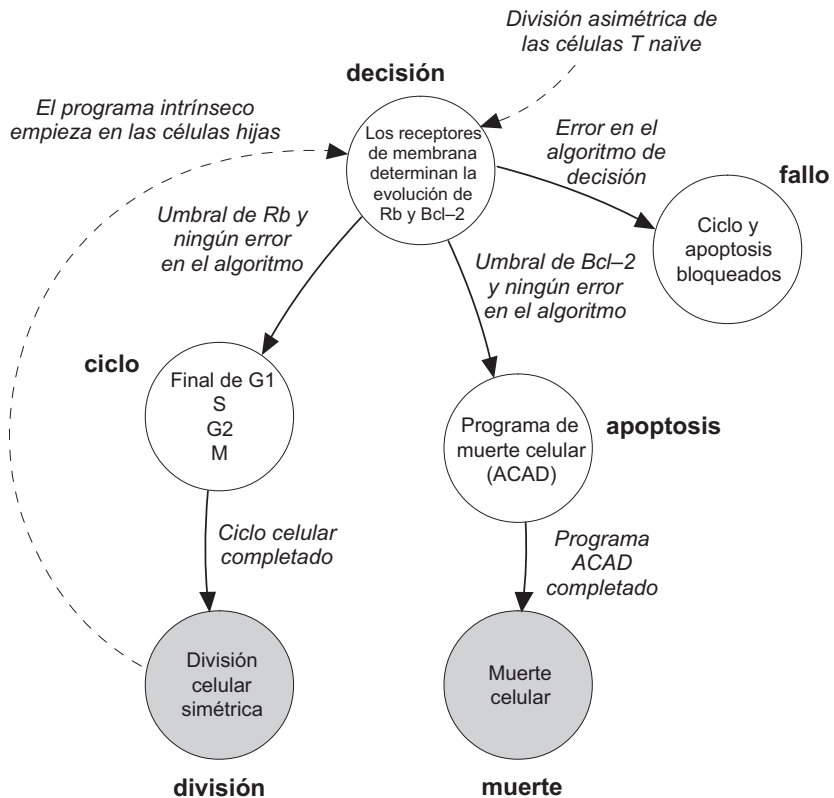 División asimétrica de
las células T naïve
decisión
El programa intrínseco
empieza en las células hijas
Los receptores
de membrana
determinan la
evolución de
Rb y Bcl–2
Error en el
algoritmo de
decisión
fallo
Ciclo y
apoptosis
bloqueados
Umbral de Rb y
ningún error
en el algoritmo
Umbral de Bcl–2
y ningún error
en el algoritmo
ciclo
Final de G1
S
G2
M
Programa de
muerte celular
(ACAD)
apoptosis
Ciclo celular
completado
Programa
ACAD
completado
División
celular
simétrica
Muerte
celular
división
muerte